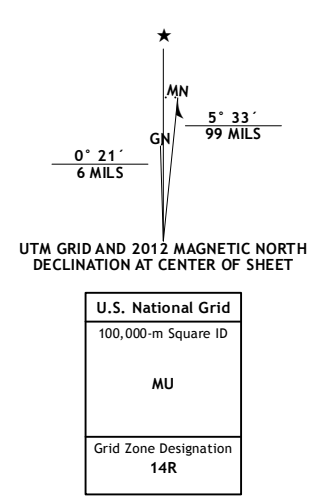 ★
MN
GN
5° 33´
99 MILS
0° 21´
6 MILS
UTM GRID AND 2012 MAGNETIC NORTH
DECLINATION AT CENTER OF SHEET
U.S. National Grid
100,000-m Square ID
MU
Grid Zone Designation
14R